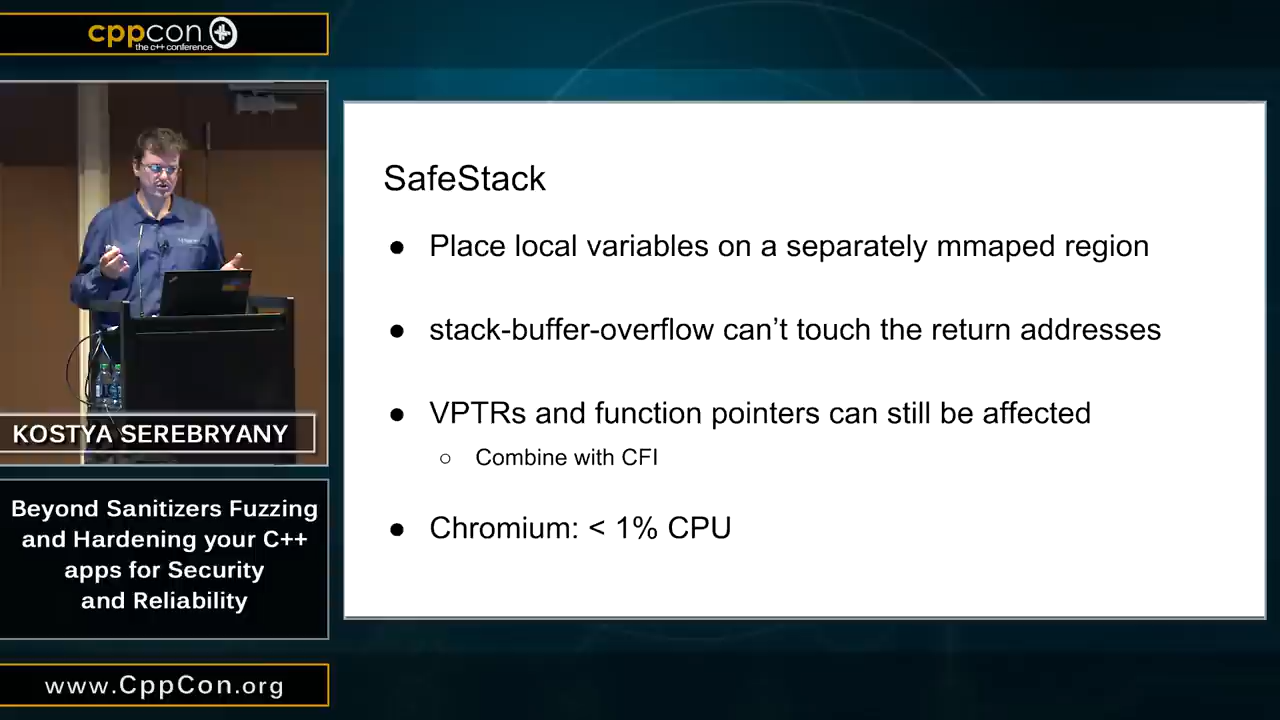 cppcon
the c++ conference
KOSTYA SEREBRYANY
Beyond Sanitizers Fuzzing
and Hardening your C++
apps for Security
and Reliability
www.CppCon.org
SafeStack
● Place local variables on a separately mmaped region
● stack-buffer-overflow can’t touch the return addresses
● VPTRs and function pointers can still be affected
○ Combine with CFI
● Chromium: < 1% CPU